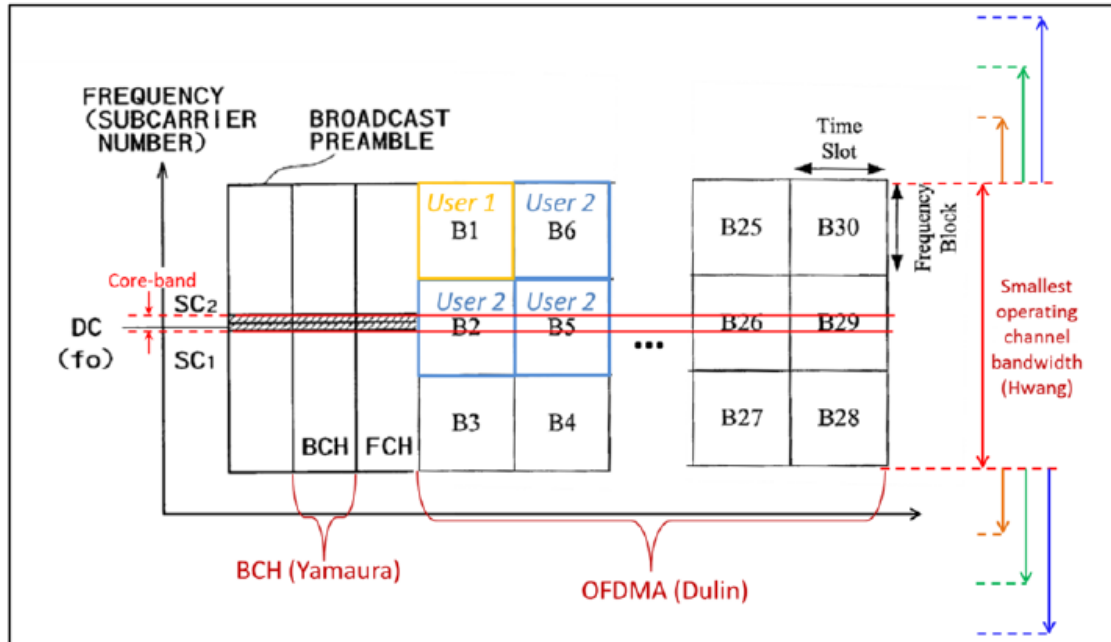 FREQUENCY
(SUBCARRIER
NUMBER)
BROADCAST
PREAMBLE
Time
Slot
User 1
B1
User 2
B6
B25
B30
Frequency
Block
Core-band
SC2
DC
(fo)
SC1
User 2
B2
User 2
B5
...
B26
B29
Smallest
operating
channel
bandwidth
(Hwang)
BCH
FCH
B3
B4
B27
B28
BCH (Yamaura)
OFDMA (Dulin)